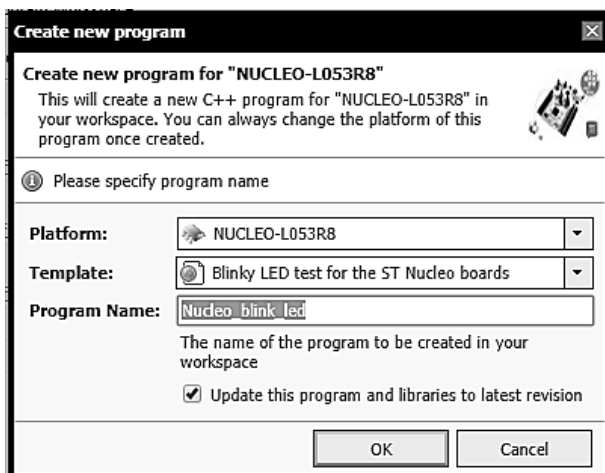 Create new program
Create new program for "NUCLEO-L053R8"
This will create a new C++ program for "NUCLEO-L053R8" in
your workspace. You can always change the platform of this
program once created.
Please specify program name
Platform:
NUCLEO-L053R8
Template:
Blinky LED test for the ST Nucleo boards
Program Name:
Nucleo_blink_led
The name of the program to be created in your
workspace
Update this program and libraries to latest revision
OK
Cancel